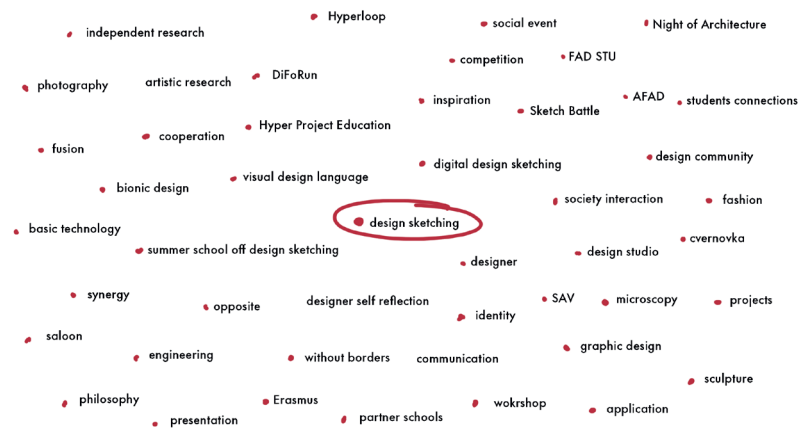 Hyperloop
social event
Night of Architecture
independent research
competition
FAD STU
photography
artistic research
DiFoRun
inspiration
Sketch Battle
AFAD
students connections
fusion
cooperation
Hyper Project Education
digital design sketching
design community
bionic design
visual design language
society interaction
fashion
basic technology
design sketching
cvernovka
summer school off design sketching
designer
design studio
synergy
opposite
designer self reflection
identity
SAV
microscopy
projects
saloon
engineering
without borders
communication
graphic design
sculpture
philosophy
Erasmus
wokrshop
application
presentation
partner schools